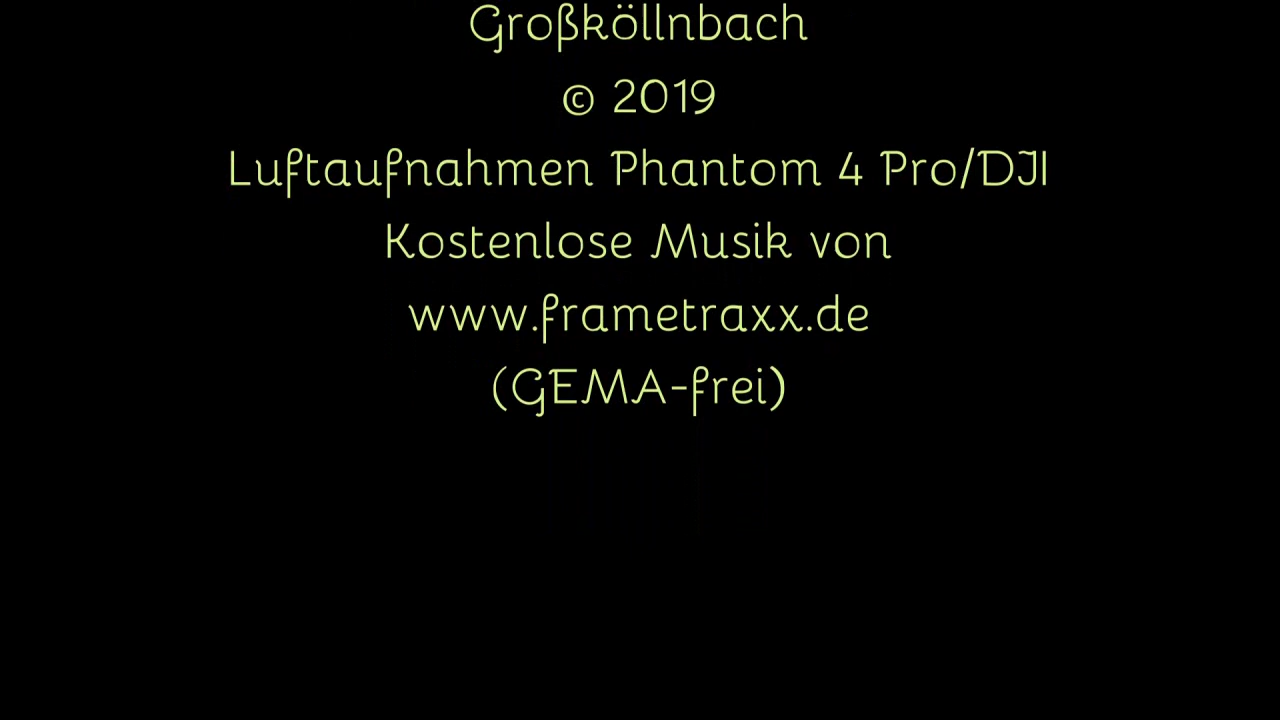 Großköllnbach
© 2019
Luftaufnahmen Phantom 4 Pro/DJI
Kostenlose Musik von
www.frametraxx.de
(GEMA-frei)